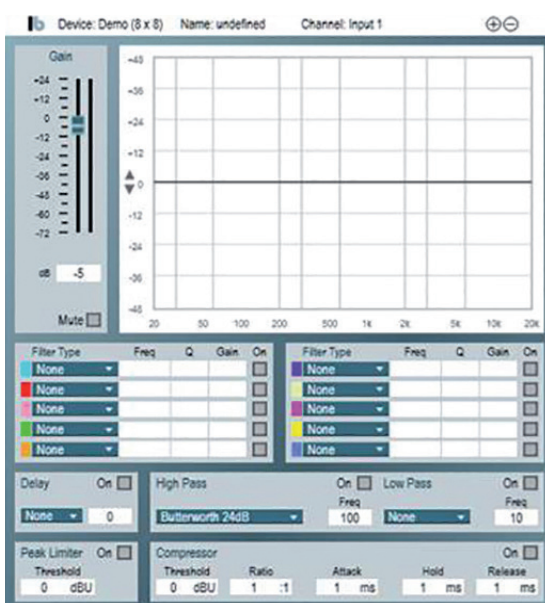 lb Device: Demo (8 x 8) Name: undefined Channel: Input 1
Gain
+24
+12
0
-12
-24
-36
-48
-60
-72
dB -5
Mute
+48
+36
+24
+12
0
-12
-24
-36
-48
20 50 100 200 500 1K 2K 5K 10K 20K
Filter Type Freq Q Gain On
None
None
None
None
None
Filter Type Freq Q Gain On
None
None
None
None
None
Delay On
None 0
High Pass On
Freq
Butterworth 24dB 100
Low Pass On
Freq
None 10
Peak Limiter On
Threshold
0 dBU
Compressor On
Threshold Ratio Attack Hold Release
0 dBU 1 :1 1 ms 1 ms 1 ms